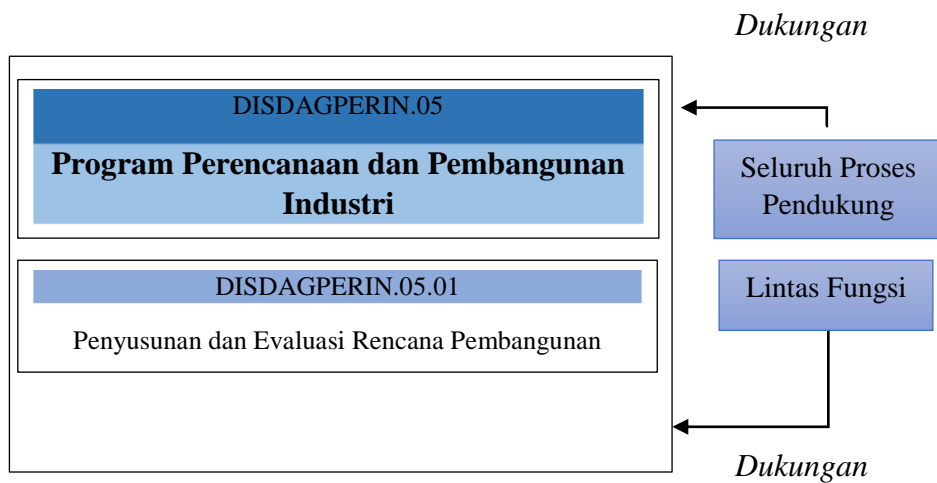 Dukungan
DISDAGPERIN.05
Program Perencanaan dan Pembangunan
Industri
Seluruh Proses
Pendukung
DISDAGPERIN.05.01
Penyusunan dan Evaluasi Rencana Pembangunan
Lintas Fungsi
Dukungan